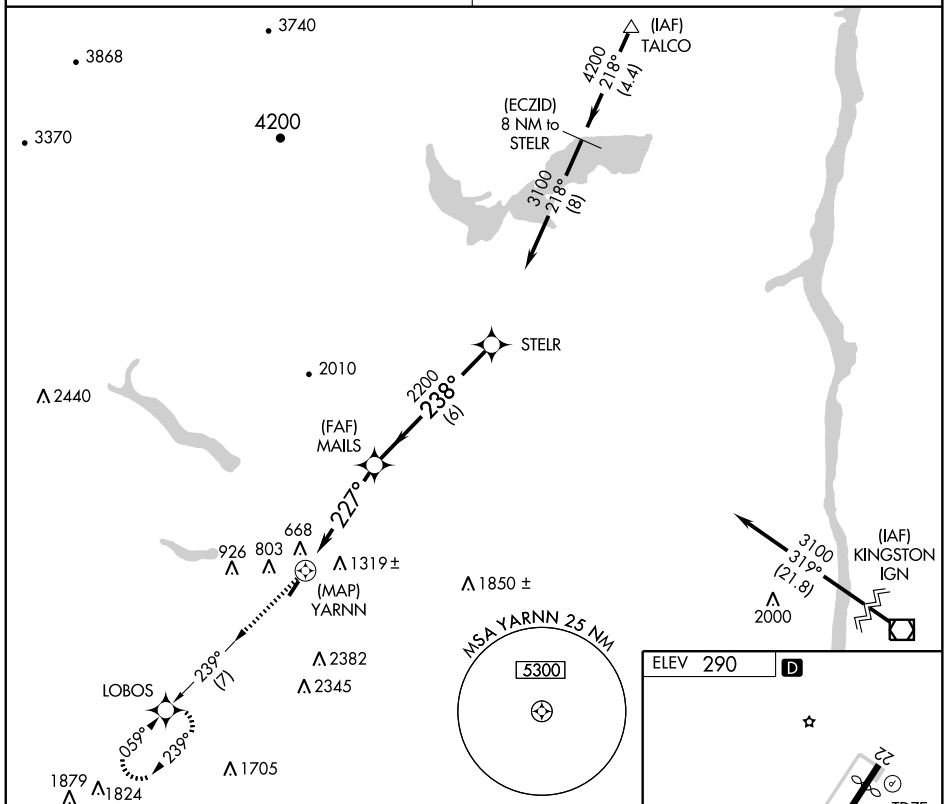 3740
(IAF)
TALCO
3868
4200
218°
(4.4)
(ECZID)
8 NM to
STELR
4200
3370
3100
218°
(8)
STELR
2010
2200
238°
(6)
2440
(FAF)
MAILS
227°
668
926
803
1319 ±
(MAP)
YARNN
1850 ±
3100
319°
(21.8)
(IAF)
KINGSTON
IGN
2000
MSA YARNN 25 NM
5300
2382
2345
239°
(7)
LOBOS
059°
239°
1705
1879
1824
ELEV 290
D
22